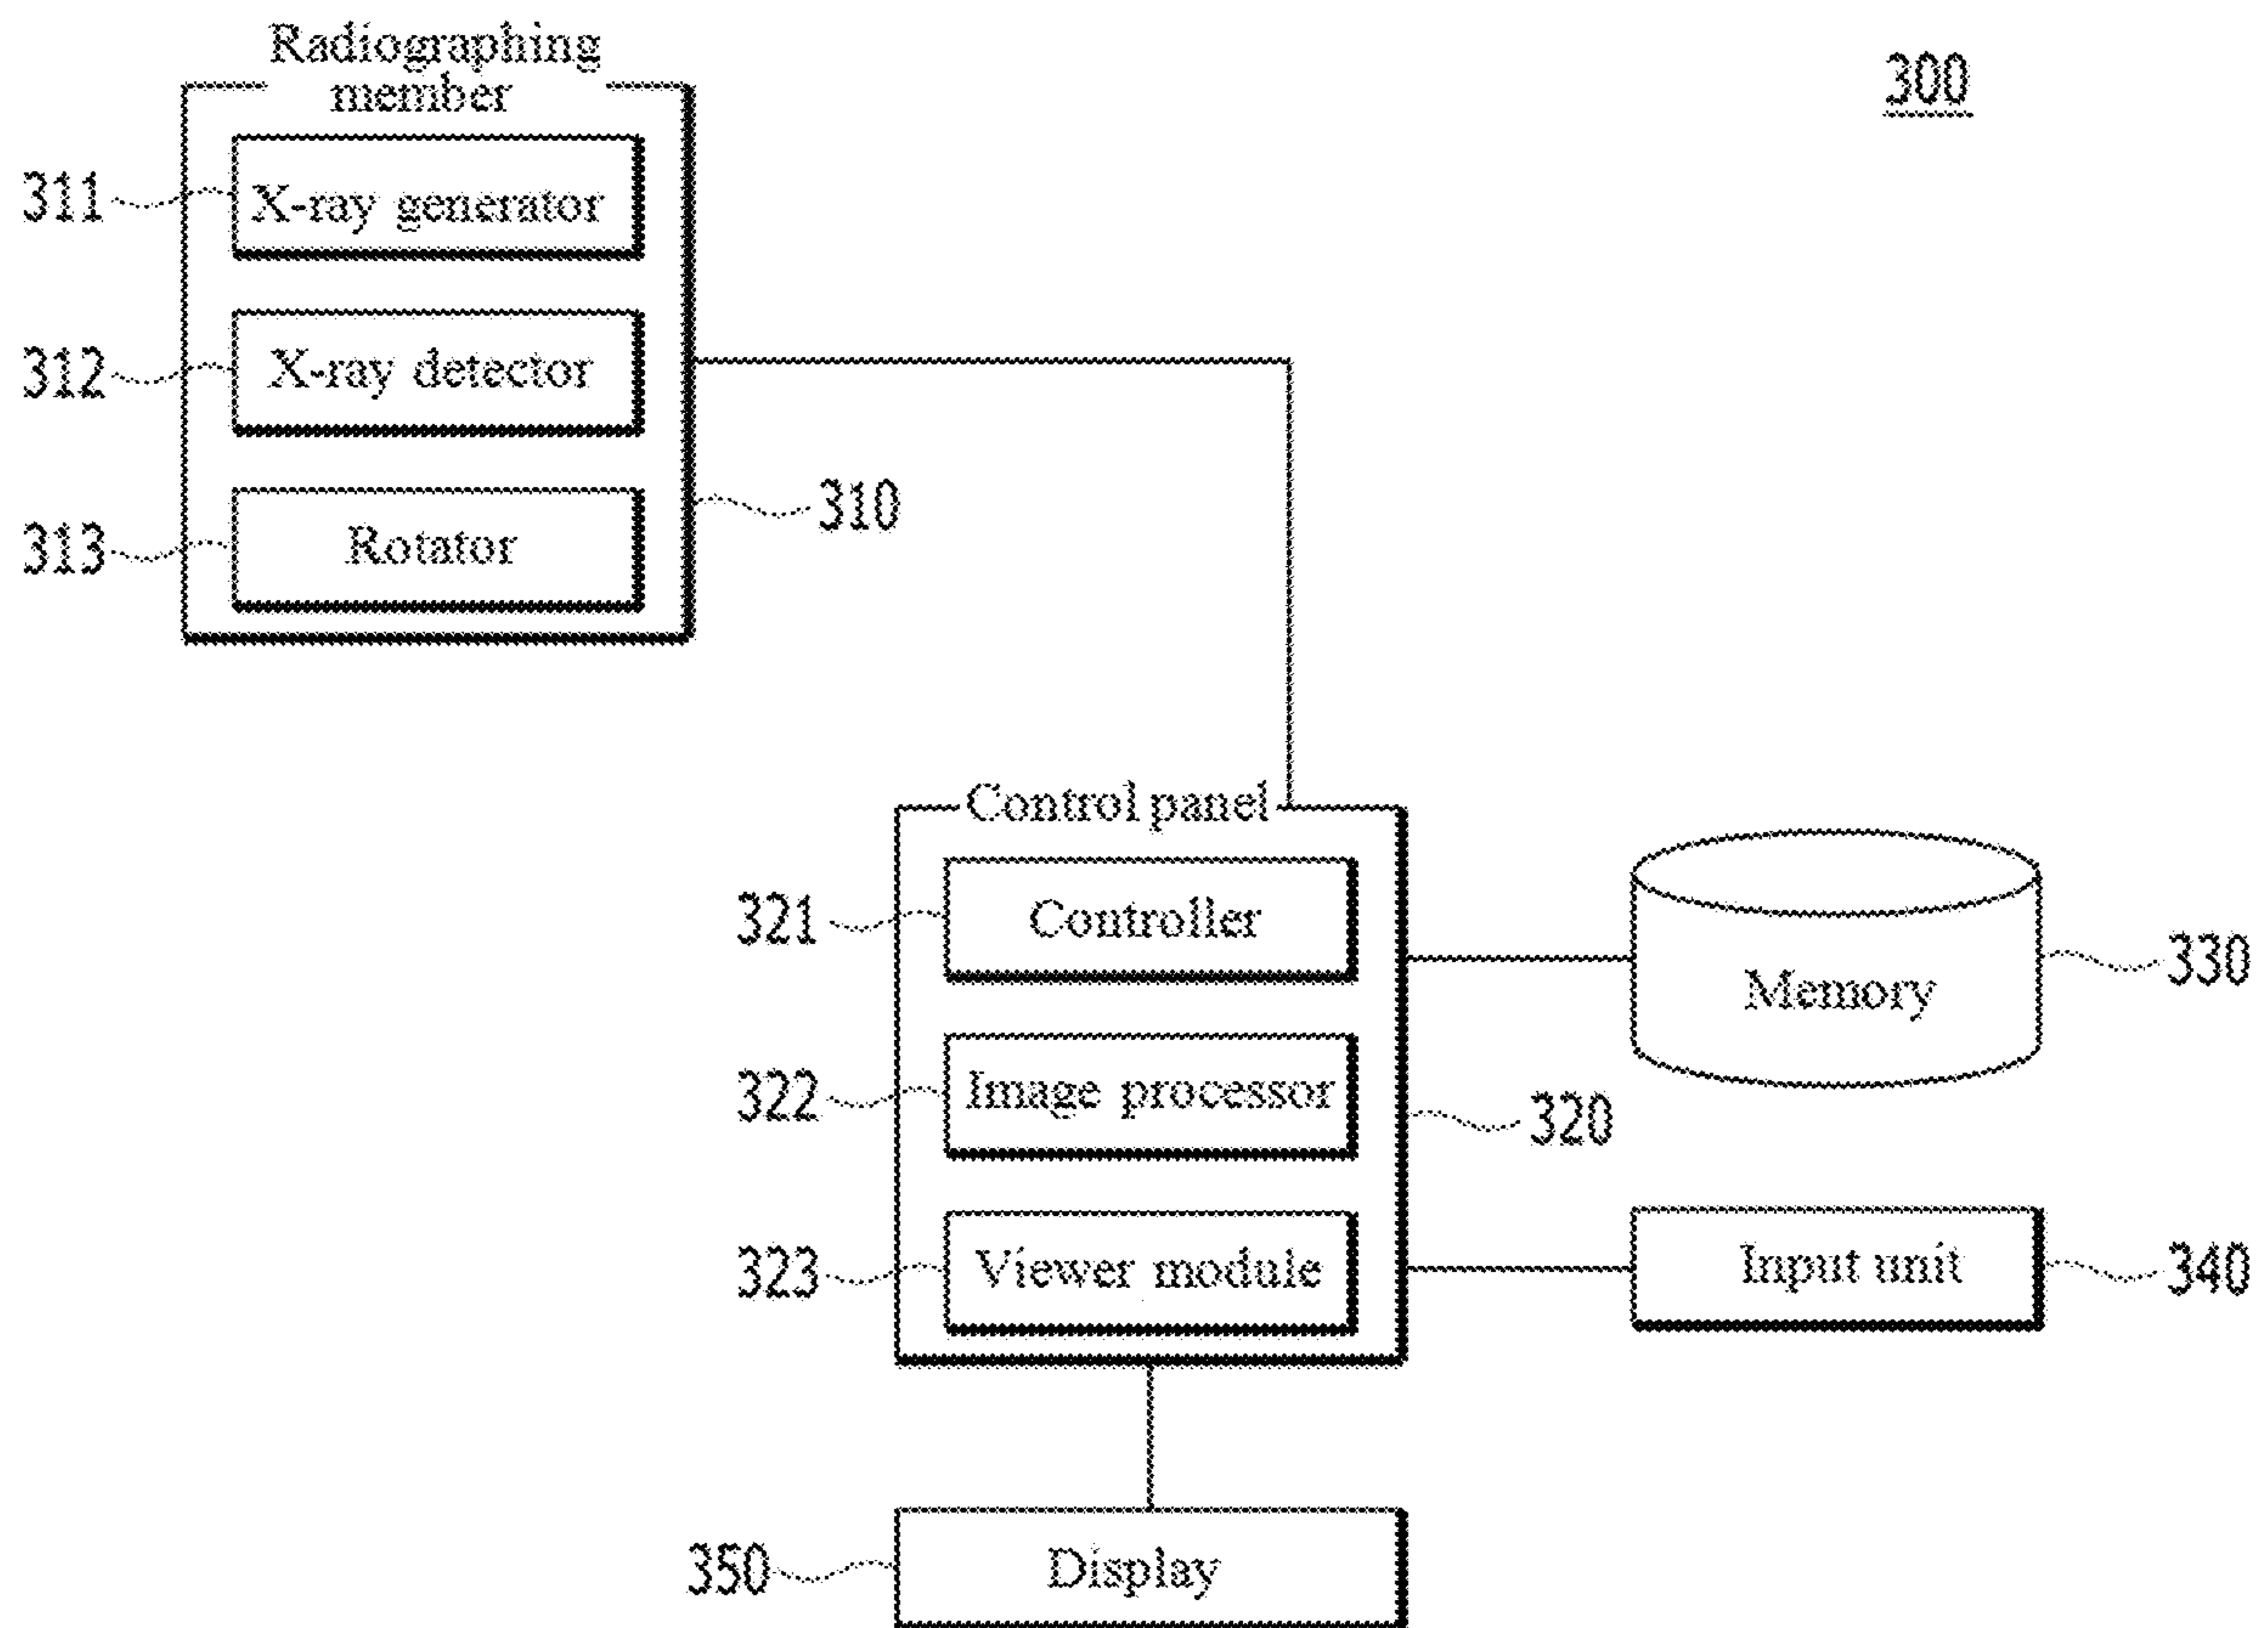 Radiographing
member
300
311
X-ray generator
312
X-ray detector
310
313
Rotator
Control panel
321
Controller
Memory
330
322
Image processor
320
323
Viewer module
Input unit
340
350
Display